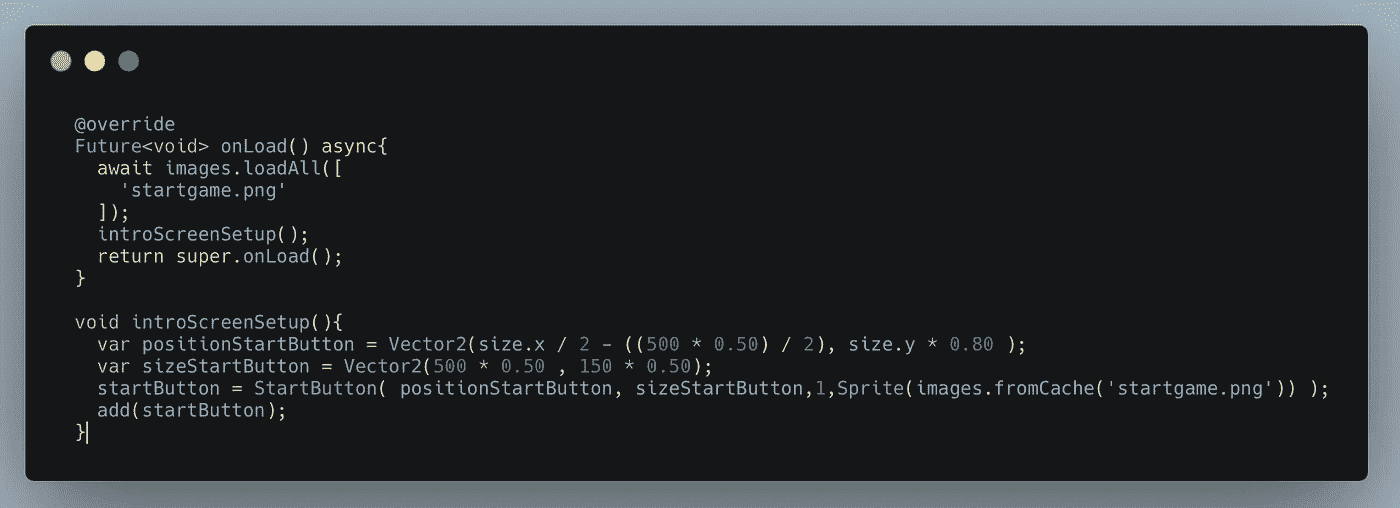 @override
Future<void> onLoad() async{
  await images.loadAll([
    'startgame.png'
  ]);
  introScreenSetup();
  return super.onLoad();
}

void introScreenSetup(){
  var positionStartButton = Vector2(size.x / 2 - ((500 * 0.50) / 2), size.y * 0.80 );
  var sizeStartButton = Vector2(500 * 0.50 , 150 * 0.50);
  startButton = StartButton( positionStartButton, sizeStartButton,1,Sprite(images.fromCache('startgame.png')) );
  add(startButton);
}